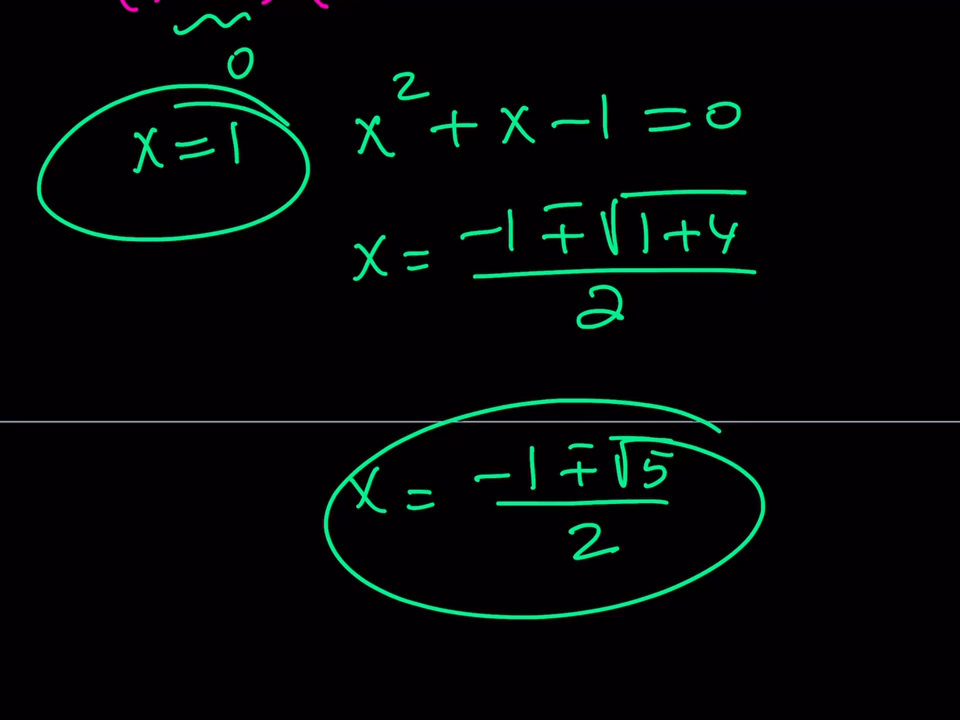 0
x=1
x²+x-1=0
x = (-1∓√(1+4))/2
x = (-1∓√5)/2